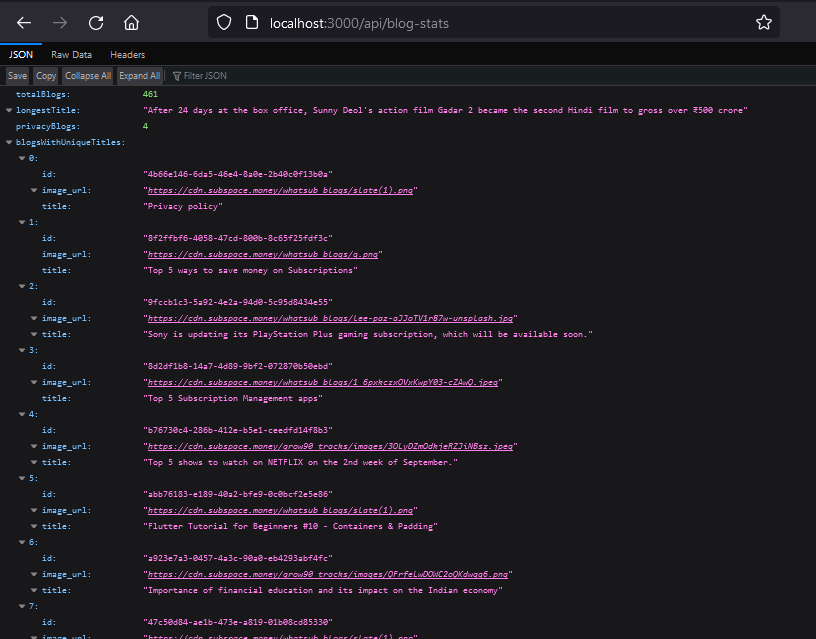 localhost:3000/api/blog-stats
JSON Raw Data Headers
Save Copy Collapse All Expand All Filter JSON
totalBlogs: 461
longestTitle: "After 24 days at the box office, Sunny Deol's action film Gadar 2 became the second Hindi film to gross over ₹500 crore"
privacyBlogs: 4
blogsWithUniqueTitles:
0:
id: "4b66e146-6da5-46e4-8a0e-2b40c0f13b0a"
image_url: "https://cdn.subspace.money/whatsub_blogs/slate(1).png"
title: "Privacy policy"
1:
id: "8f2ffbf6-4058-47cd-800b-8c65f25fdf3c"
image_url: "https://cdn.subspace.money/whatsub_blogs/q.png"
title: "Top 5 ways to save money on Subscriptions"
2:
id: "9fccb1c3-5a92-4e2a-94d0-5c95d8434e55"
image_url: "https://cdn.subspace.money/whatsub_blogs/lee-paz-aJJoTV1r87w-unsplash.jpg"
title: "Sony is updating its PlayStation Plus gaming subscription, which will be available soon."
3:
id: "8d2df1b8-14a7-4d89-9bf2-072870b50ebd"
image_url: "https://cdn.subspace.money/whatsub_blogs/1_6pxkczxOVxKwpY03-cZAwQ.jpeg"
title: "Top 5 Subscription Management apps"
4:
id: "b76730c4-286b-412e-b5e1-ceedfd14f8b3"
image_url: "https://cdn.subspace.money/grow90_tracks/images/3OLyDZmOdkjeRZJiNBsz.jpeg"
title: "Top 5 shows to watch on NETFLIX on the 2nd week of September."
5:
id: "abb76183-e189-40a2-bfe9-0c0bcf2e5e86"
image_url: "https://cdn.subspace.money/whatsub_blogs/slate(1).png"
title: "Flutter Tutorial for Beginners #10 - Containers & Padding"
6:
id: "a923e7a3-0457-4a3c-90a0-eb4293abf4fc"
image_url: "https://cdn.subspace.money/grow90_tracks/images/QFrfeLwDOWC2oQKdwgg6.png"
title: "Importance of financial education and its impact on the Indian economy"
7:
id: "47c50d84-ae1b-473e-a819-01b08cd85330"
image_url: "https://cdn.subspace.money/whatsub_blogs/slate(1).png"